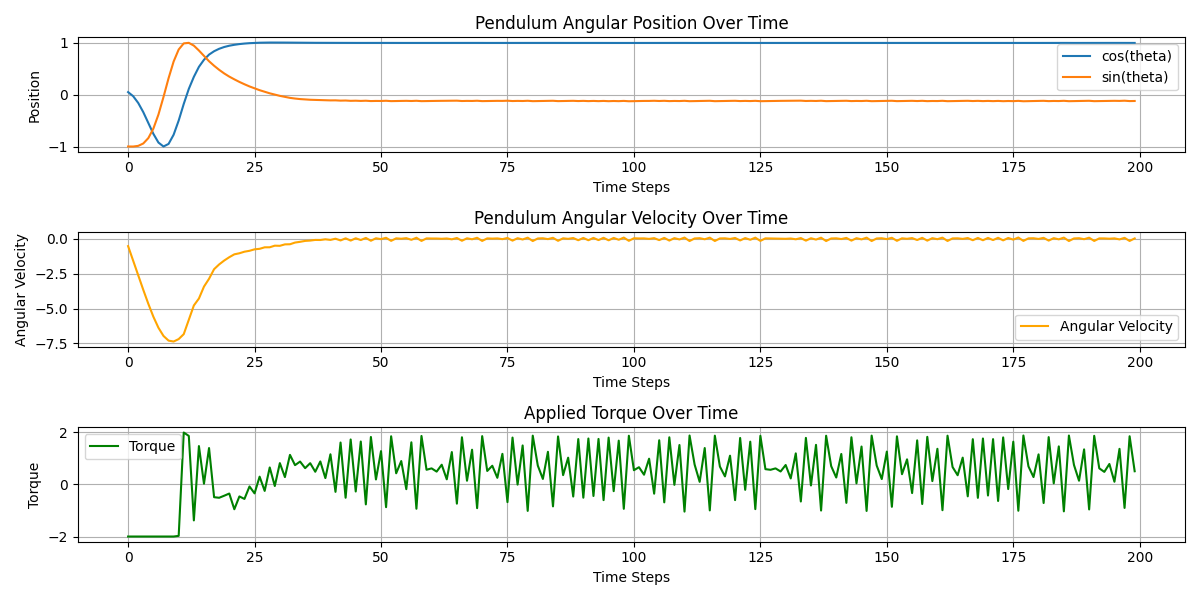 Pendulum Angular Position Over Time
1
0
−1
Position
cos(theta)
sin(theta)
0 25 50 75 100 125 150 175 200
Time Steps
Pendulum Angular Velocity Over Time
0.0
−2.5
−5.0
−7.5
Angular Velocity
Angular Velocity
0 25 50 75 100 125 150 175 200
Time Steps
Applied Torque Over Time
2
0
−2
Torque
Torque
0 25 50 75 100 125 150 175 200
Time Steps